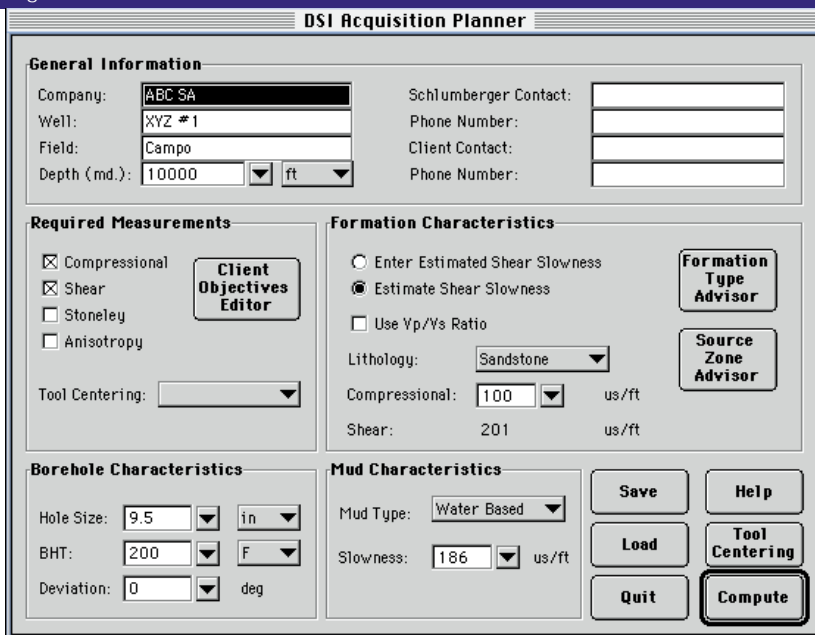 DSI Acquisition Planner
General Information
Company: ABC SA
Well: XYZ #1
Field: Campo
Depth (md.): 10000 ft
Schlumberger Contact:
Phone Number:
Client Contact:
Phone Number:
Required Measurements
Compressional
Shear
Stoneley
Anisotropy
Client
Objectives
Editor
Tool Centering:
Formation Characteristics
Enter Estimated Shear Slowness
Estimate Shear Slowness
Use Vp/Vs Ratio
Lithology: Sandstone
Compressional: 100 us/ft
Shear: 201 us/ft
Formation
Type
Advisor
Source
Zone
Advisor
Borehole Characteristics
Hole Size: 9.5 in
BHT: 200 F
Deviation: 0 deg
Mud Characteristics
Mud Type: Water Based
Slowness: 186 us/ft
Save
Help
Load
Tool
Centering
Quit
Compute